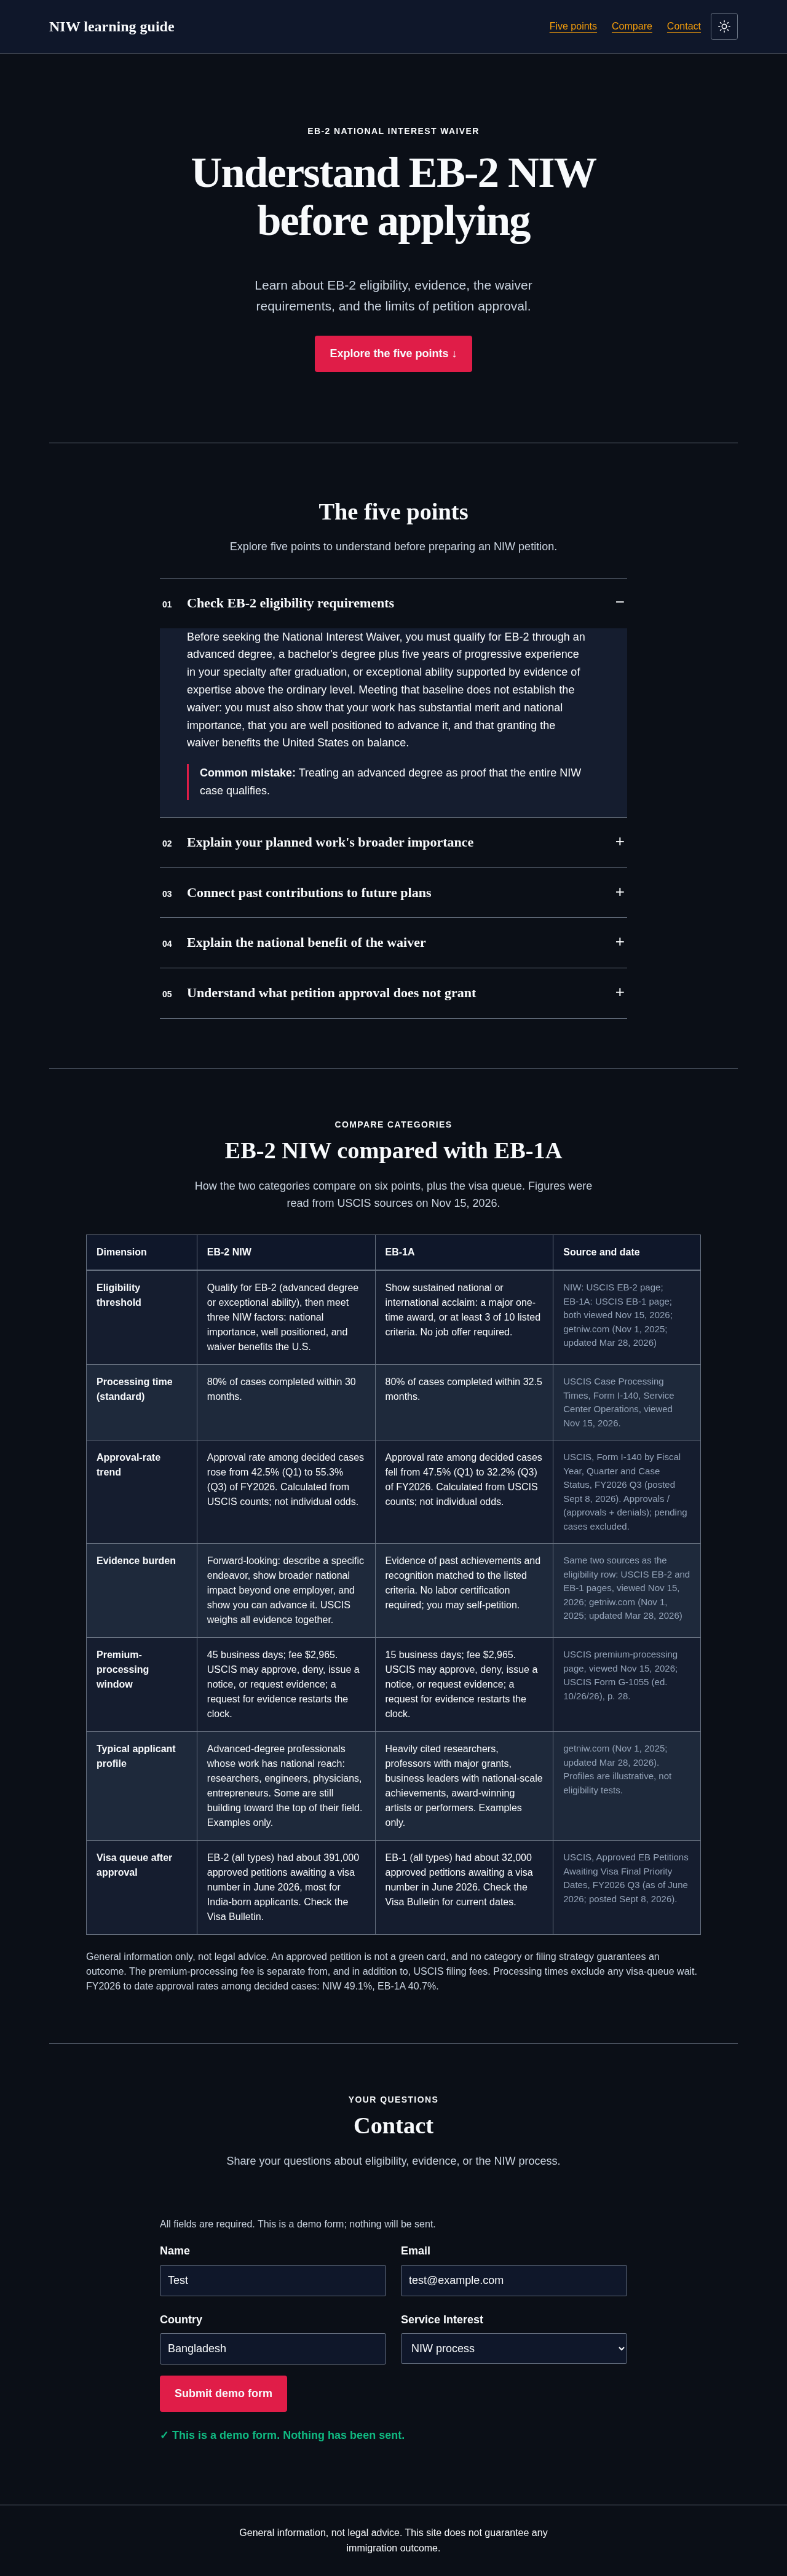 NIW learning guide
Five points
Compare
Contact
EB-2 NATIONAL INTEREST WAIVER
Understand EB-2 NIW
before applying
Learn about EB-2 eligibility, evidence, the waiver
requirements, and the limits of petition approval.
Explore the five points ↓
The five points
Explore five points to understand before preparing an NIW petition.
01 Check EB-2 eligibility requirements −
Before seeking the National Interest Waiver, you must qualify for EB-2 through an
advanced degree, a bachelor's degree plus five years of progressive experience
in your specialty after graduation, or exceptional ability supported by evidence of
expertise above the ordinary level. Meeting that baseline does not establish the
waiver: you must also show that your work has substantial merit and national
importance, that you are well positioned to advance it, and that granting the
waiver benefits the United States on balance.
Common mistake: Treating an advanced degree as proof that the entire NIW
case qualifies.
02 Explain your planned work's broader importance +
03 Connect past contributions to future plans +
04 Explain the national benefit of the waiver +
05 Understand what petition approval does not grant +
COMPARE CATEGORIES
EB-2 NIW compared with EB-1A
How the two categories compare on six points, plus the visa queue. Figures were
read from USCIS sources on Nov 15, 2026.
Dimension
EB-2 NIW
EB-1A
Source and date
Eligibility
threshold
Qualify for EB-2 (advanced degree
or exceptional ability), then meet
three NIW factors: national
importance, well positioned, and
waiver benefits the U.S.
Show sustained national or
international acclaim: a major one-
time award, or at least 3 of 10 listed
criteria. No job offer required.
NIW: USCIS EB-2 page;
EB-1A: USCIS EB-1 page;
both viewed Nov 15, 2026;
getniw.com (Nov 1, 2025;
updated Mar 28, 2026)
Processing time
(standard)
80% of cases completed within 30
months.
80% of cases completed within 32.5
months.
USCIS Case Processing
Times, Form I-140, Service
Center Operations, viewed
Nov 15, 2026.
Approval-rate
trend
Approval rate among decided cases
rose from 42.5% (Q1) to 55.3%
(Q3) of FY2026. Calculated from
USCIS counts; not individual odds.
Approval rate among decided cases
fell from 47.5% (Q1) to 32.2% (Q3)
of FY2026. Calculated from USCIS
counts; not individual odds.
USCIS, Form I-140 by Fiscal
Year, Quarter and Case
Status, FY2026 Q3 (posted
Sept 8, 2026). Approvals /
(approvals + denials); pending
cases excluded.
Evidence burden
Forward-looking: describe a specific
endeavor, show broader national
impact beyond one employer, and
show you can advance it. USCIS
weighs all evidence together.
Evidence of past achievements and
recognition matched to the listed
criteria. No labor certification
required; you may self-petition.
Same two sources as the
eligibility row: USCIS EB-2 and
EB-1 pages, viewed Nov 15,
2026; getniw.com (Nov 1,
2025; updated Mar 28, 2026)
Premium-
processing
window
45 business days; fee $2,965.
USCIS may approve, deny, issue a
notice, or request evidence; a
request for evidence restarts the
clock.
15 business days; fee $2,965.
USCIS may approve, deny, issue a
notice, or request evidence; a
request for evidence restarts the
clock.
USCIS premium-processing
page, viewed Nov 15, 2026;
USCIS Form G-1055 (ed.
10/26/26), p. 28.
Typical applicant
profile
Advanced-degree professionals
whose work has national reach:
researchers, engineers, physicians,
entrepreneurs. Some are still
building toward the top of their field.
Examples only.
Heavily cited researchers,
professors with major grants,
business leaders with national-scale
achievements, award-winning
artists or performers. Examples
only.
getniw.com (Nov 1, 2025;
updated Mar 28, 2026).
Profiles are illustrative, not
eligibility tests.
Visa queue after
approval
EB-2 (all types) had about 391,000
approved petitions awaiting a visa
number in June 2026, most for
India-born applicants. Check the
Visa Bulletin.
EB-1 (all types) had about 32,000
approved petitions awaiting a visa
number in June 2026. Check the
Visa Bulletin for current dates.
USCIS, Approved EB Petitions
Awaiting Visa Final Priority
Dates, FY2026 Q3 (as of June
2026; posted Sept 8, 2026).
General information only, not legal advice. An approved petition is not a green card, and no category or filing strategy guarantees an
outcome. The premium-processing fee is separate from, and in addition to, USCIS filing fees. Processing times exclude any visa-queue wait.
FY2026 to date approval rates among decided cases: NIW 49.1%, EB-1A 40.7%.
YOUR QUESTIONS
Contact
Share your questions about eligibility, evidence, or the NIW process.
All fields are required. This is a demo form; nothing will be sent.
Name
Email
Test
test@example.com
Country
Service Interest
Bangladesh
NIW process
Submit demo form
✓ This is a demo form. Nothing has been sent.
General information, not legal advice. This site does not guarantee any
immigration outcome.